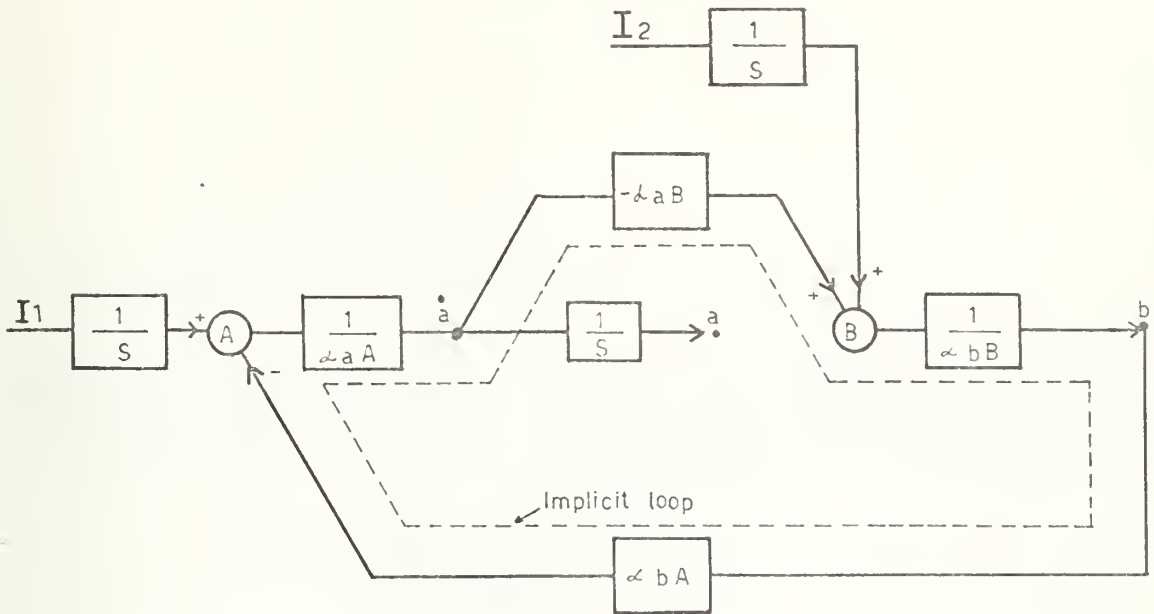 I2
1
S
-αaB
+
+
I1
1
S
+
A
1
αaA
ȧ
1
S
a
B
1
αbB
b
-
Implicit loop
αbA